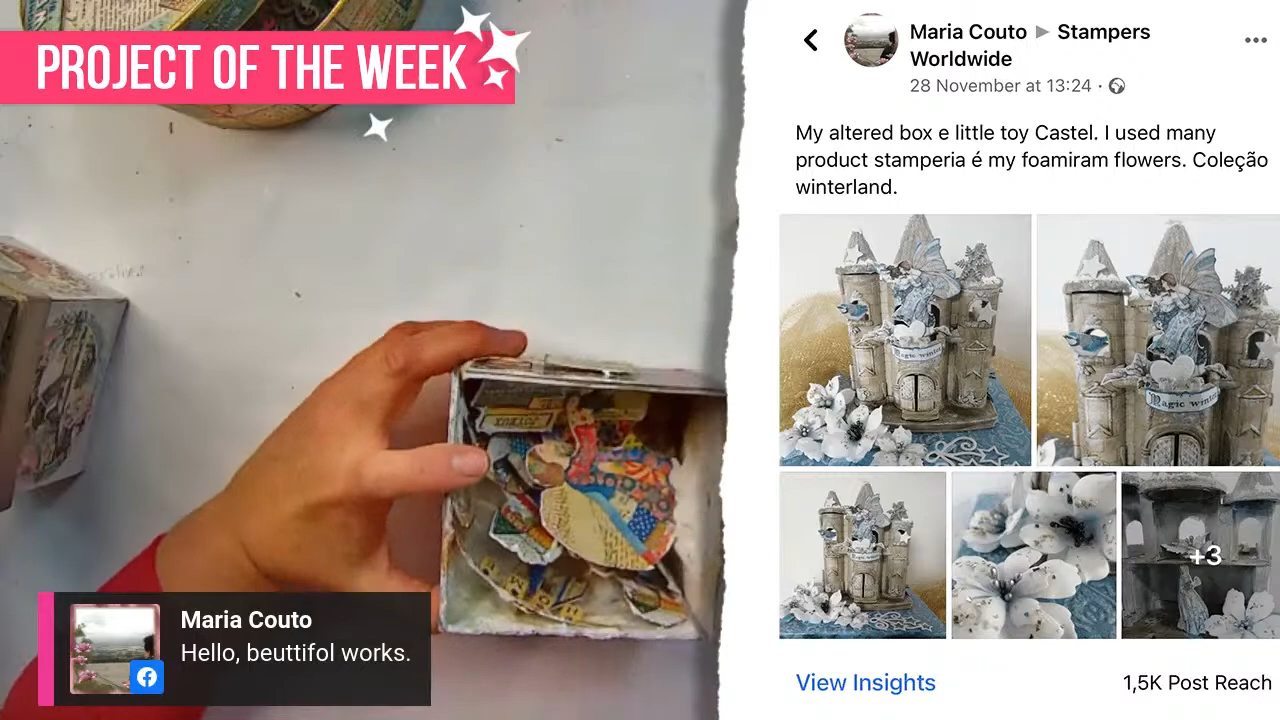 PROJECT OF THE WEEK
Maria Couto ▶ Stampers
Worldwide
28 November at 13:24 ·
My altered box e little toy Castel. I used many
product stamperia é my foamiram flowers. Coleção
winterland.
Magic winter
Magic winte
+3
View Insights
1,5K Post Reach
Maria Couto
Hello, beuttifol works.